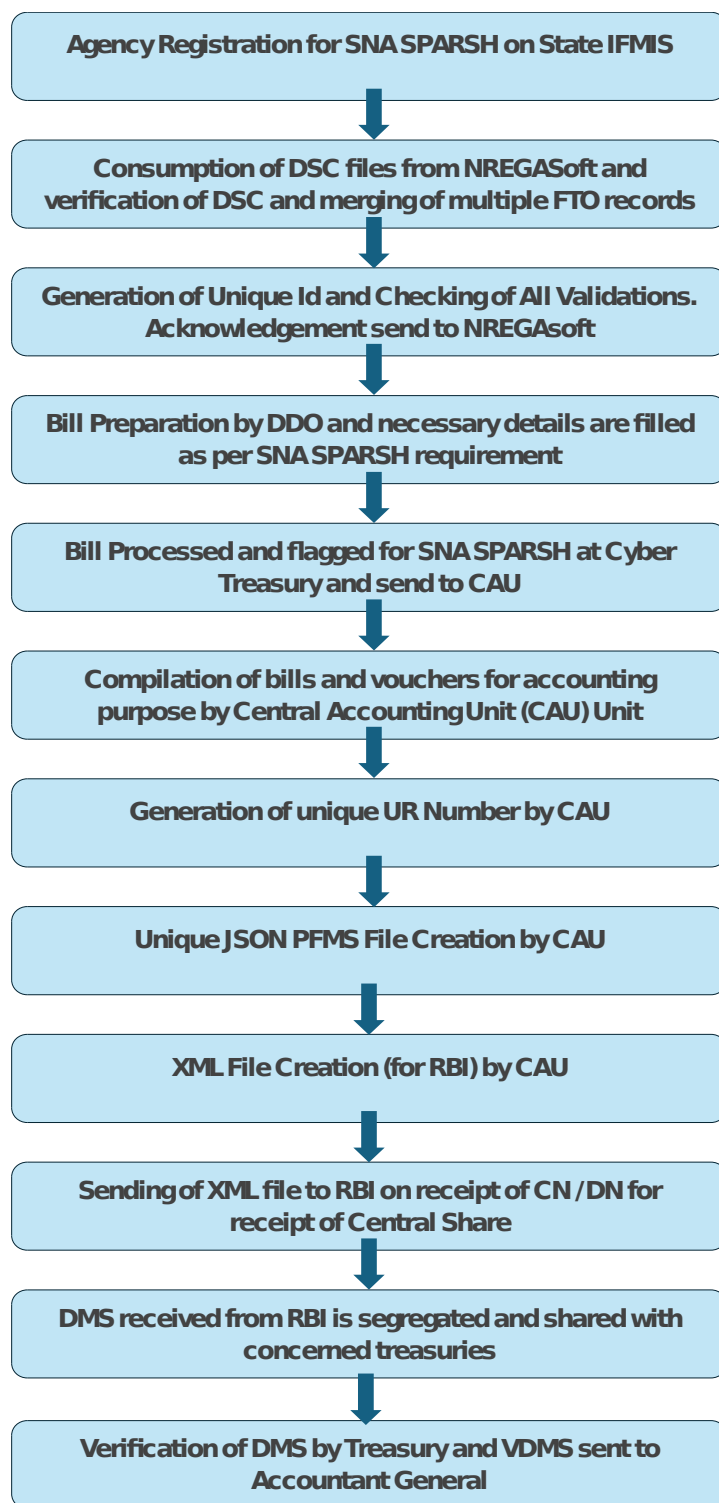 Agency Registration for SNA SPARSH on State IFMIS
Consumption of DSC files from NREGASoft and
verification of DSC and merging of multiple FTO records
Generation of Unique Id and Checking of All Validations.
Acknowledgement send to NREGAsoft
Bill Preparation by DDO and necessary details are filled
as per SNA SPARSH requirement
Bill Processed and flagged for SNA SPARSH at Cyber
Treasury and send to CAU
Compilation of bills and vouchers for accounting
purpose by Central Accounting Unit (CAU) Unit
Generation of unique UR Number by CAU
Unique JSON PFMS File Creation by CAU
XML File Creation (for RBI) by CAU
Sending of XML file to RBI on receipt of CN / DN for
receipt of Central Share
DMS received from RBI is segregated and shared with
concerned treasuries
Verification of DMS by Treasury and VDMS sent to
Accountant General